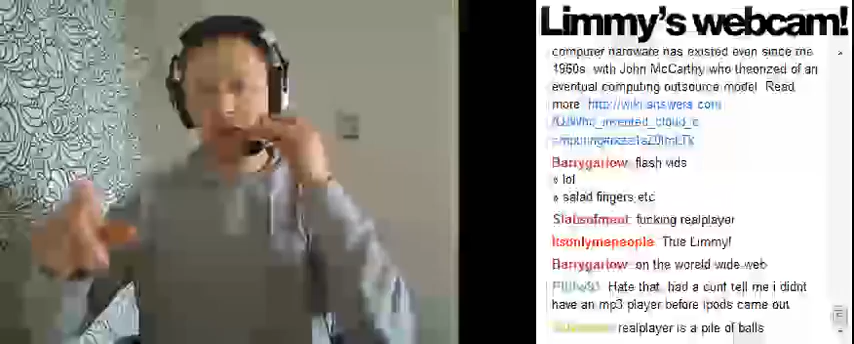 Limmy's webcam!
computer hardware has existed even since the
1960s with John McCarthy who theorized of an
eventual computing outsource model Read
more http://wiki.answers.com
/Q/Who_invented_cloud_c
Barrygarlow flash vids
» lol
» salad fingers etc
Slabsofmeat fucking realplayer
Itsonlymepeople True Limmy!
Barrygarlow on the woreld wide web
Hate that had a cunt tell me i didnt
have an mp3 player before ipods came out
realplayer is a pile of balls